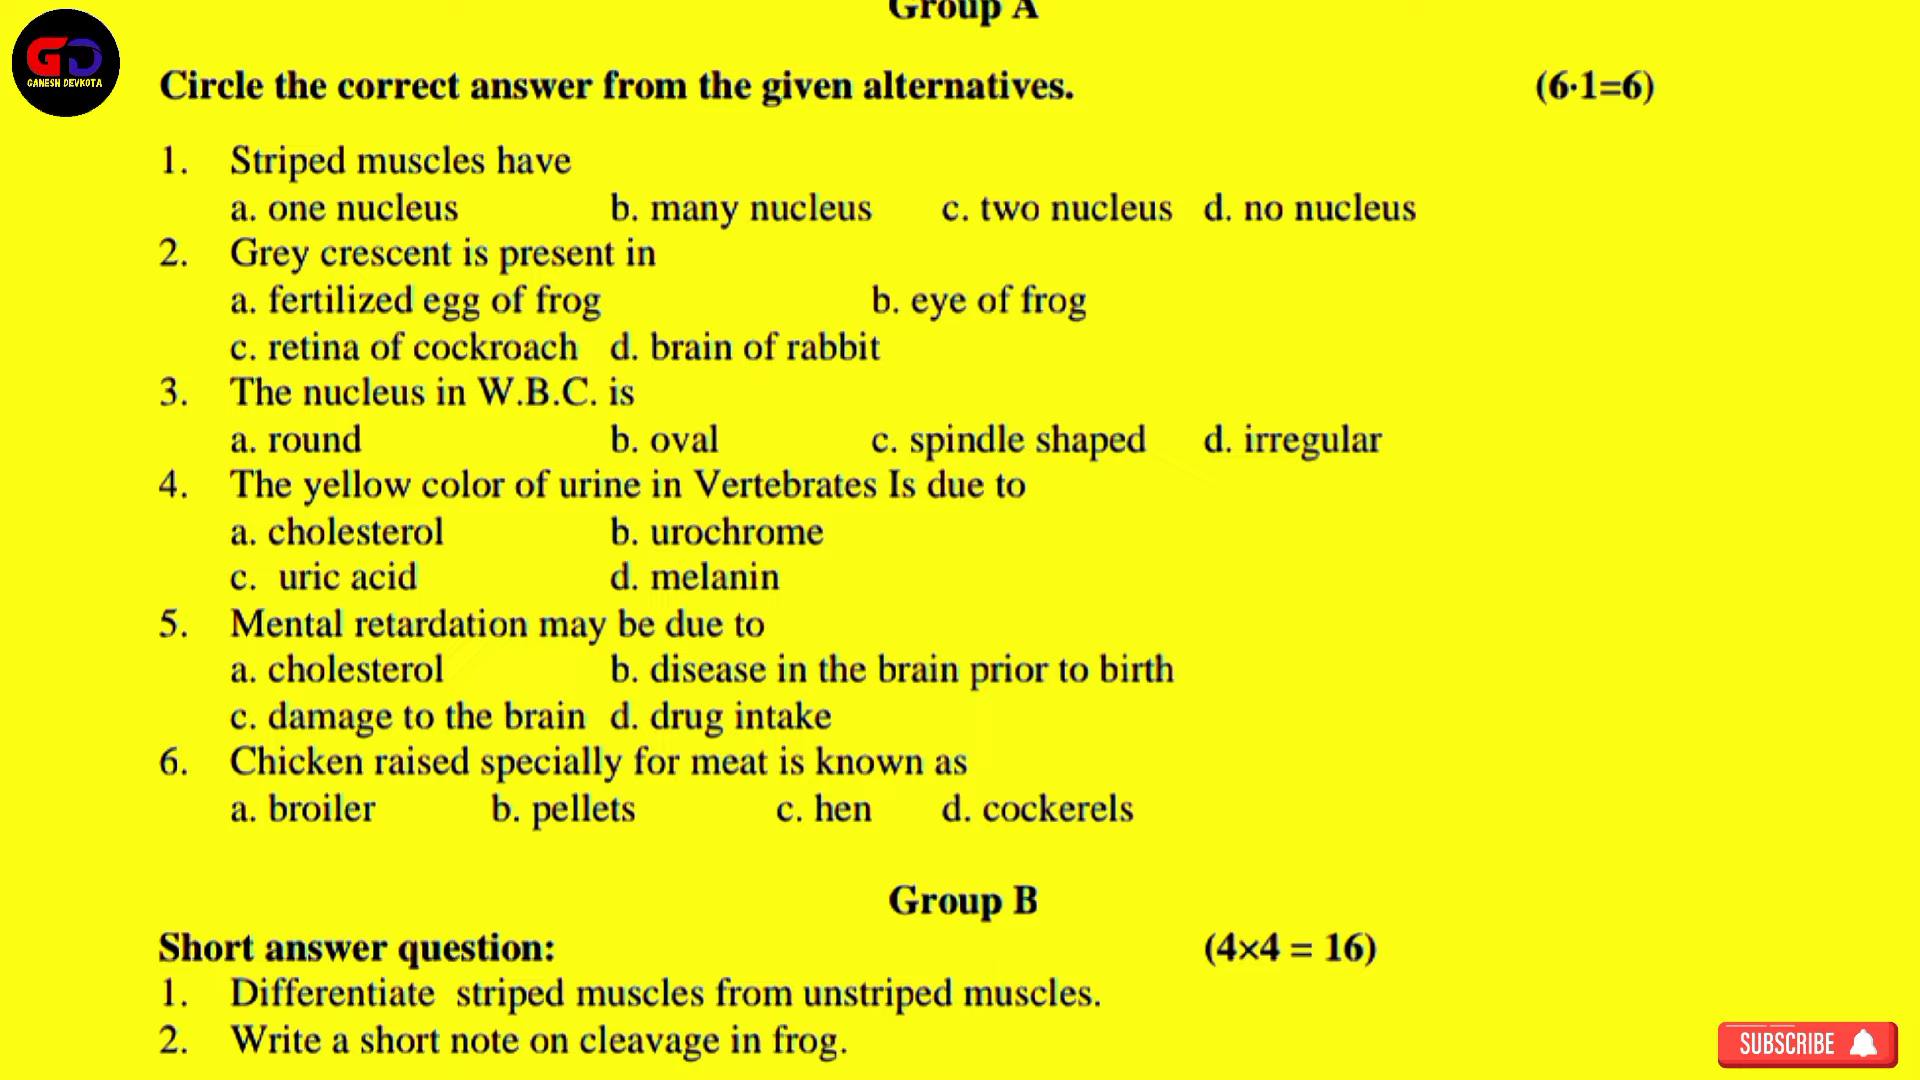 Group A
GD
GANESH DEVKOTA
Circle the correct answer from the given alternatives. (6·1=6)
1. Striped muscles have
a. one nucleus b. many nucleus c. two nucleus d. no nucleus
2. Grey crescent is present in
a. fertilized egg of frog b. eye of frog
c. retina of cockroach d. brain of rabbit
3. The nucleus in W.B.C. is
a. round b. oval c. spindle shaped d. irregular
4. The yellow color of urine in Vertebrates Is due to
a. cholesterol b. urochrome
c. uric acid d. melanin
5. Mental retardation may be due to
a. cholesterol b. disease in the brain prior to birth
c. damage to the brain d. drug intake
6. Chicken raised specially for meat is known as
a. broiler b. pellets c. hen d. cockerels
Group B
Short answer question: (4×4 = 16)
1. Differentiate striped muscles from unstriped muscles.
2. Write a short note on cleavage in frog.
SUBSCRIBE